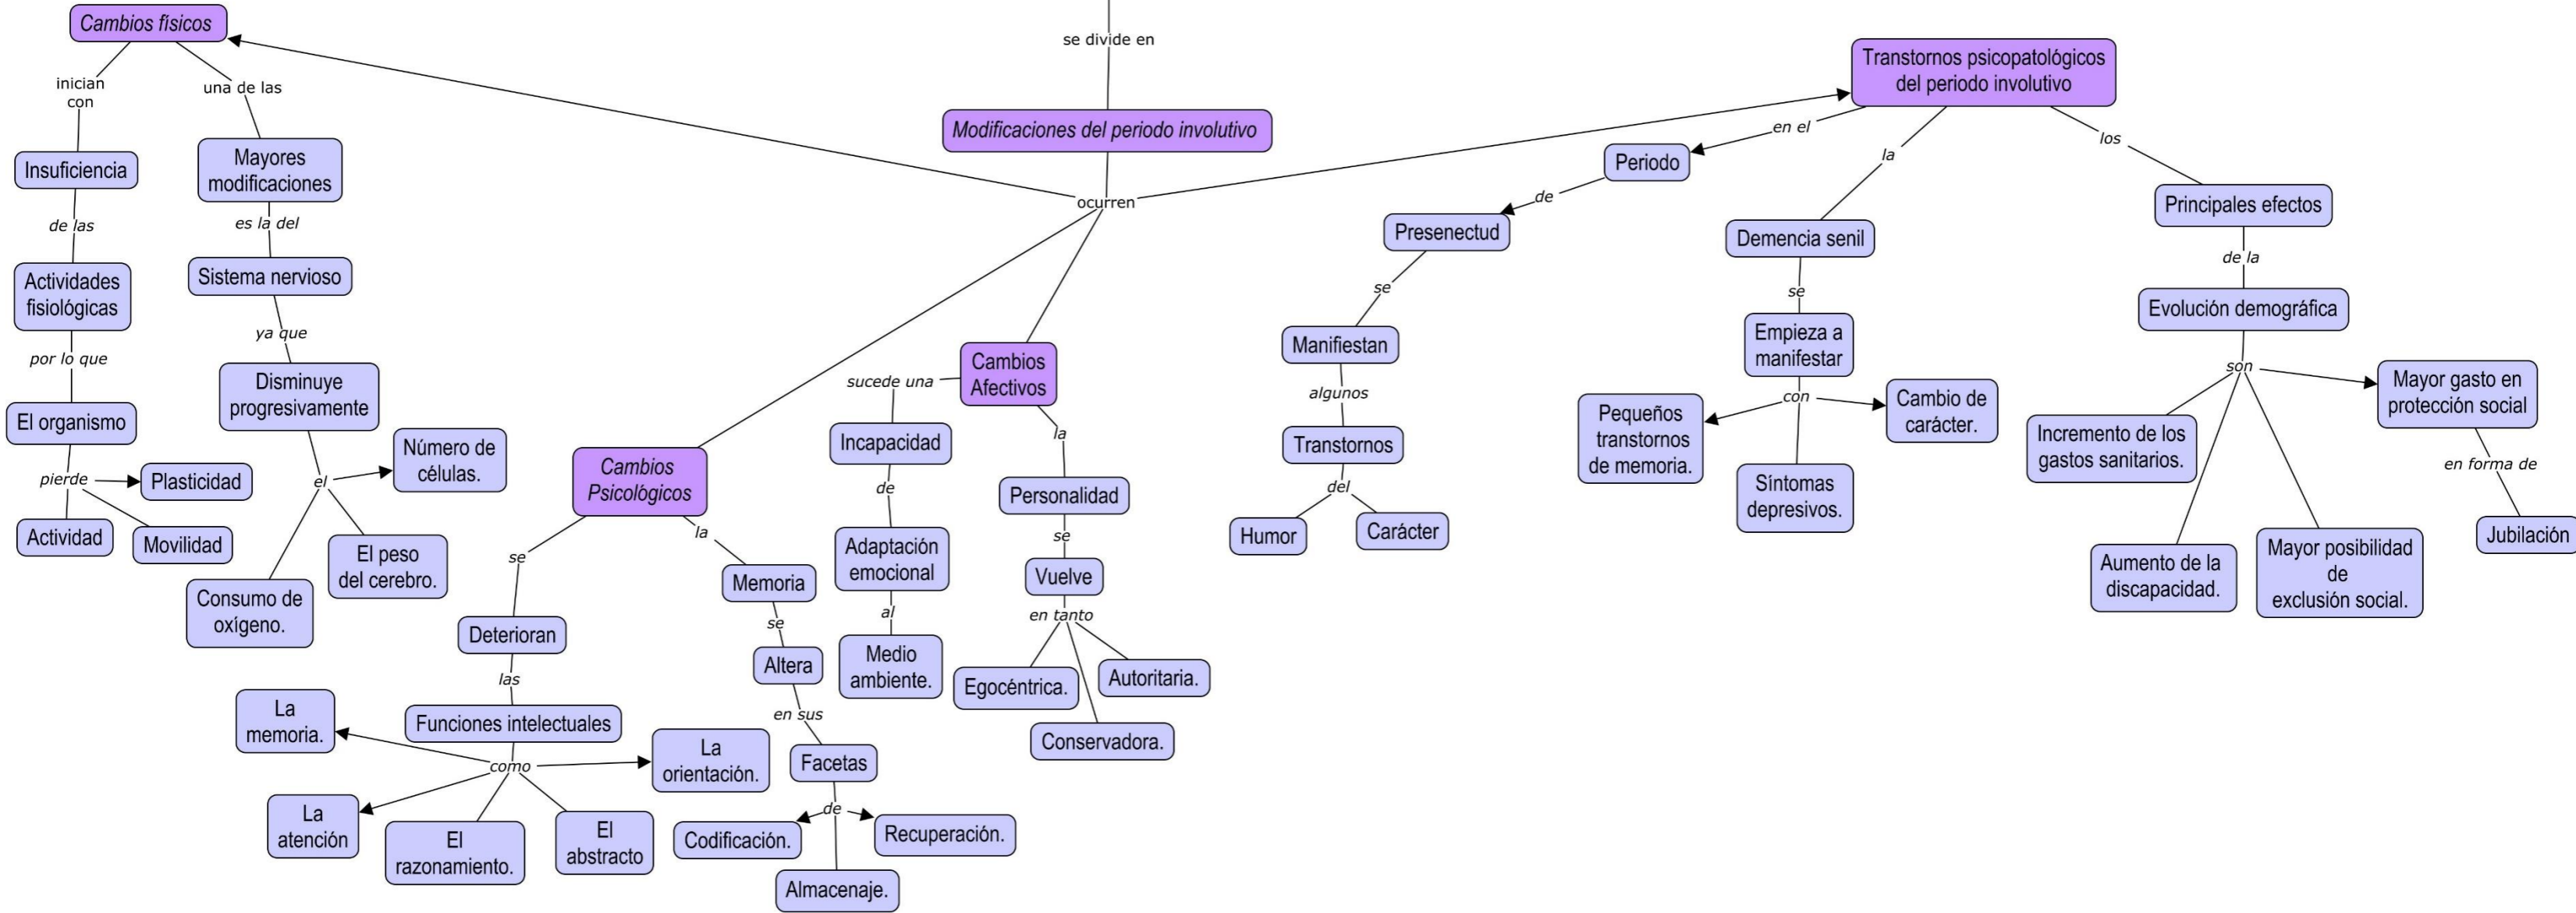 se divide en
Modificaciones del periodo involutivo
ocurren
Cambios físicos
inician
con
Insuficiencia
de las
Actividades
fisiológicas
por lo que
El organismo
pierde
Plasticidad
Actividad
Movilidad
una de las
Mayores
modificaciones
es la del
Sistema nervioso
ya que
Disminuye
progresivamente
el
Número de
células.
El peso
del cerebro.
Consumo de
oxígeno.
Cambios
Psicológicos
se
Deterioran
las
Funciones intelectuales
como
La
memoria.
La
atención
El
razonamiento.
El
abstracto
La
orientación.
la
Memoria
se
Altera
en sus
Facetas
de
Codificación.
Almacenaje.
Recuperación.
Cambios
Afectivos
sucede una
Incapacidad
de
Adaptación
emocional
al
Medio
ambiente.
la
Personalidad
se
Vuelve
en tanto
Egocéntrica.
Conservadora.
Autoritaria.
Transtornos psicopatológicos
del periodo involutivo
en el
Periodo
de
Presenectud
se
Manifiestan
algunos
Transtornos
del
Humor
Carácter
la
Demencia senil
se
Empieza a
manifestar
con
Pequeños
transtornos
de memoria.
Síntomas
depresivos.
Cambio de
carácter.
los
Principales efectos
de la
Evolución demográfica
son
Incremento de los
gastos sanitarios.
Aumento de la
discapacidad.
Mayor posibilidad
de
exclusión social.
Mayor gasto en
protección social
en forma de
Jubilación